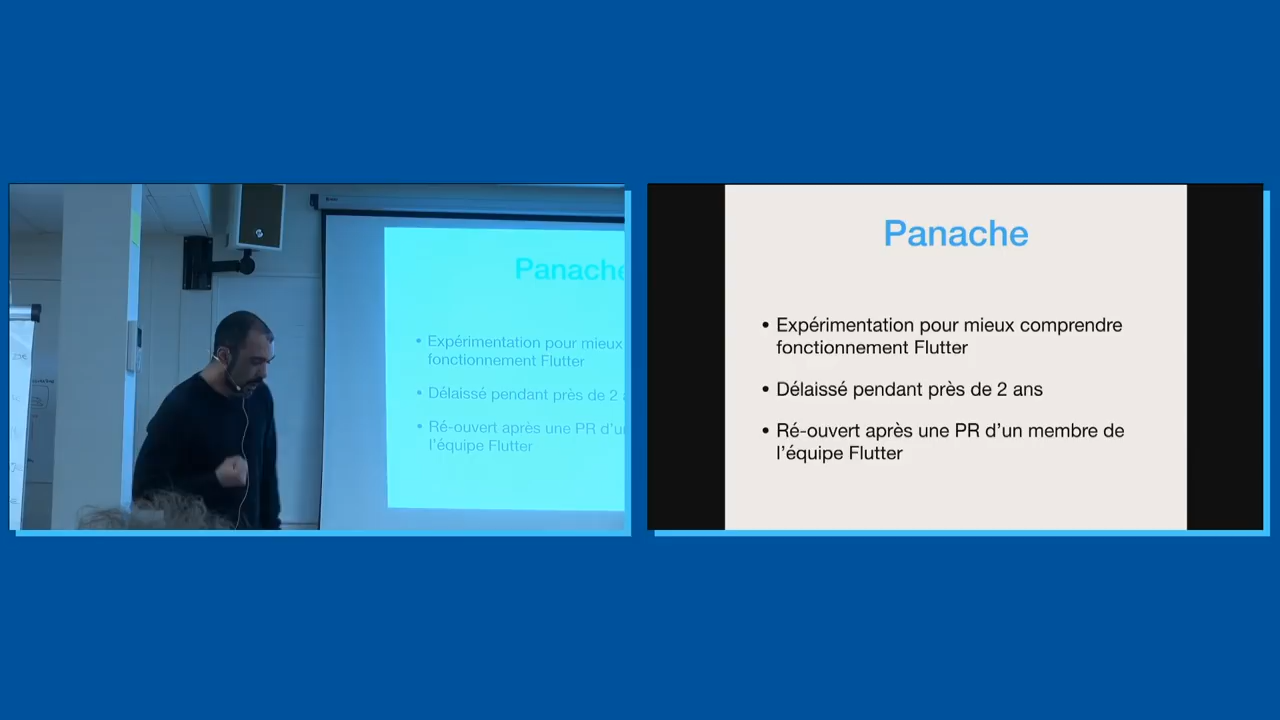 Panache
Expérimentation pour mieux
fonctionnement Flutter
Délaissé pendant près de 2
Ré-ouvert après une PR d'u
l'équipe Flutter
Panache
• Expérimentation pour mieux comprendre
fonctionnement Flutter
• Délaissé pendant près de 2 ans
• Ré-ouvert après une PR d'un membre de
l'équipe Flutter